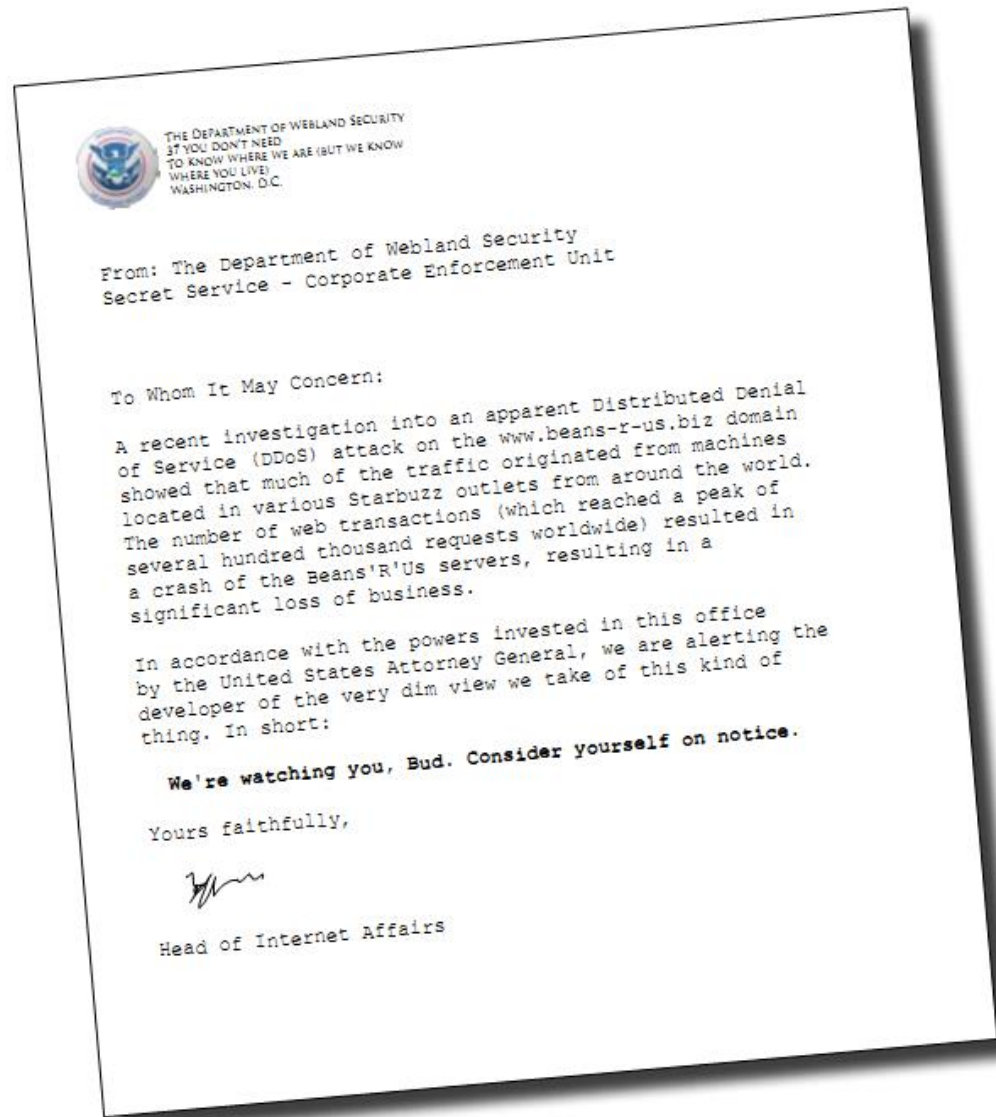 THE DEPARTMENT OF WEBLAND SECURITY
37 YOU DON'T NEED
TO KNOW WHERE WE ARE (BUT WE KNOW
WHERE YOU LIVE)
WASHINGTON, D.C.
From: The Department of Webland Security
Secret Service - Corporate Enforcement Unit
To Whom It May Concern:
A recent investigation into an apparent Distributed Denial
of Service (DDoS) attack on the www.beans-r-us.biz domain
showed that much of the traffic originated from machines
located in various Starbuzz outlets from around the world.
The number of web transactions (which reached a peak of
several hundred thousand requests worldwide) resulted in
a crash of the Beans'R'Us servers, resulting in a
significant loss of business.
In accordance with the powers invested in this office
by the United States Attorney General, we are alerting the
developer of the very dim view we take of this kind of
thing. In short:
We're watching you, Bud. Consider yourself on notice.
Yours faithfully,
Head of Internet Affairs